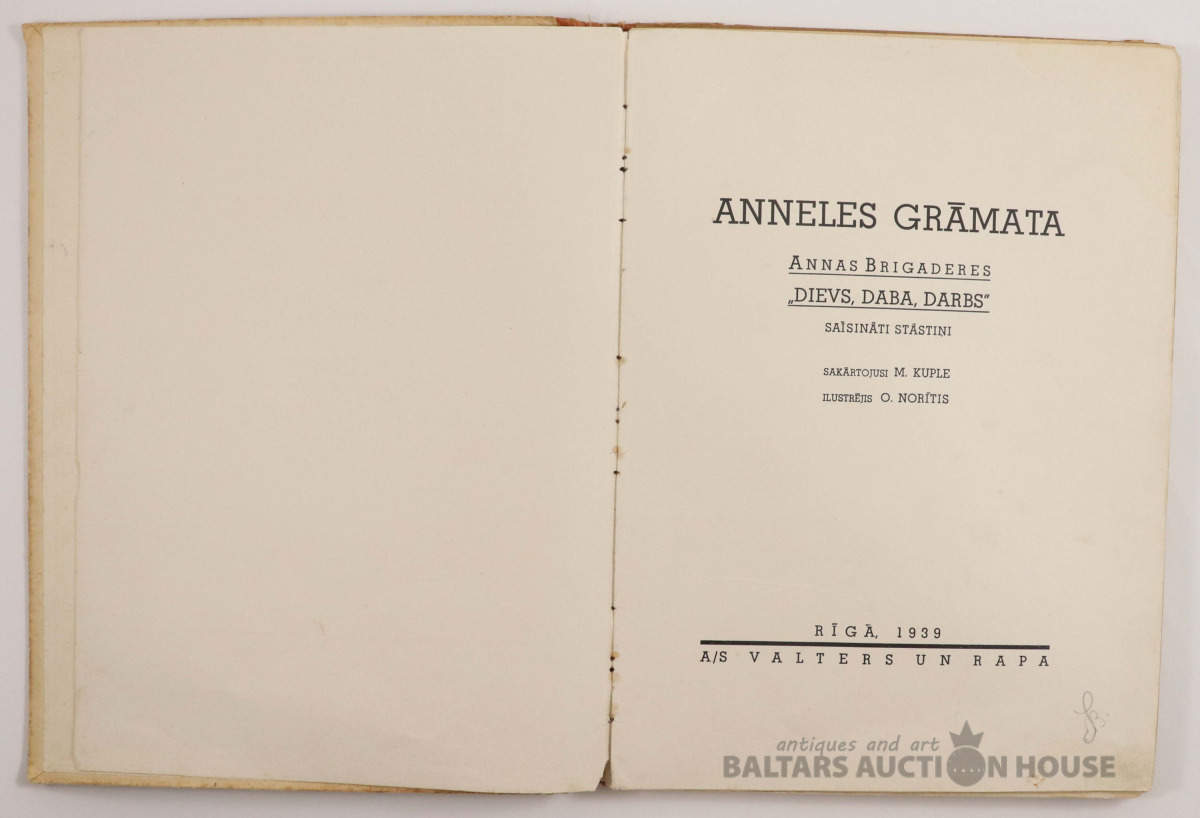 ANNELES GRĀMATA
ANNAS BRIGADERES
„DIEVS, DABA, DARBS”
SAĪSINĀTI STĀSTIŅI
SAKĀRTOJUSI M. KUPLE
ILUSTRĒJIS O. NORĪTIS
RĪGĀ, 1939
A/S VALTERS UN RAPA
antiques and art
BALTARS AUCTION HOUSE